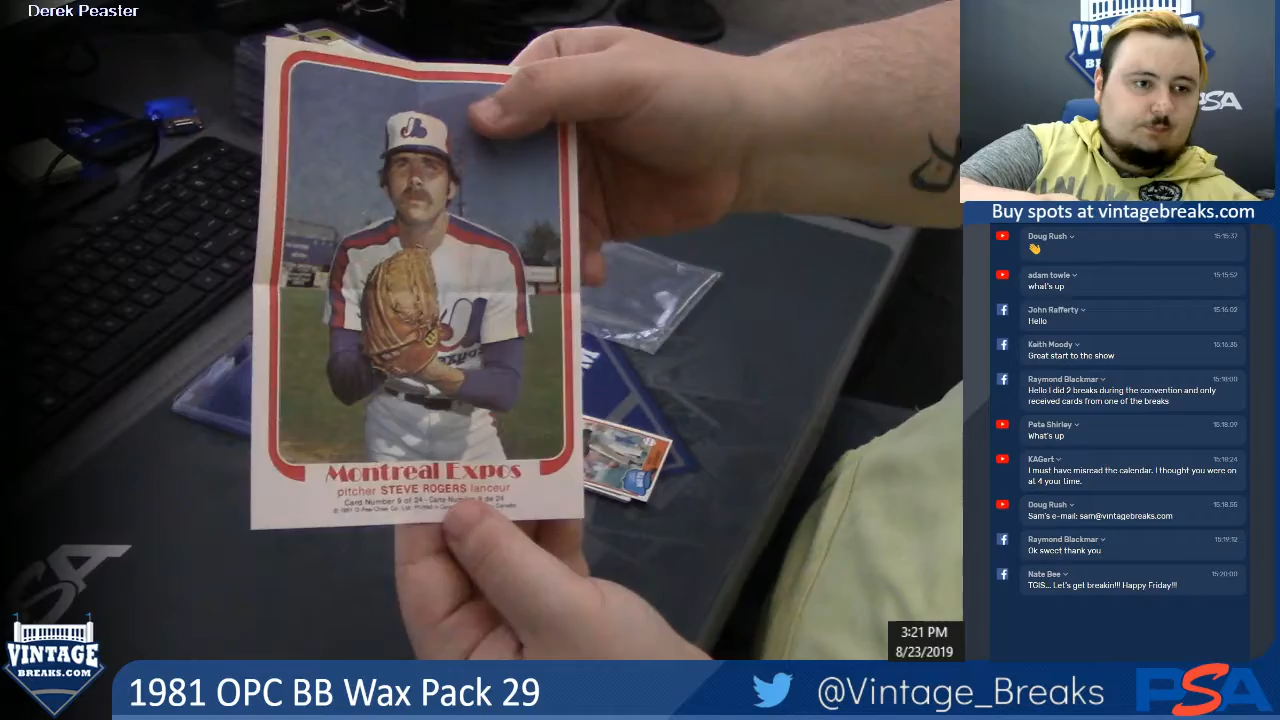 Derek Peaster
Montreal Expos
pitcher STEVE ROGERS lanceur
Card Number 9 of 24 - Carte Numéro 9 de 24
VINTAGE
BREAKS.COM
PSA
Buy spots at vintagebreaks.com
Doug Rush 15:15:37
adam towle 15:15:52
what's up
John Rafferty 15:16:02
Hello
Keith Moody 15:16:35
Great start to the show
Raymond Blackmar 15:18:00
Hello I did 2 breaks during the convention and only
received cards from one of the breaks
Pete Shirley 15:18:09
What's up
KAGert 15:18:24
I must have misread the calendar. I thought you were on
at 4 your time.
Doug Rush 15:18:55
Sam's e-mail: sam@vintagebreaks.com
Raymond Blackmar 15:19:12
Ok sweet thank you
Nate Bee 15:20:00
TGIS... Let's get breakin!!! Happy Friday!!!
3:21 PM
8/23/2019
1981 OPC BB Wax Pack 29
@Vintage_Breaks
PSA